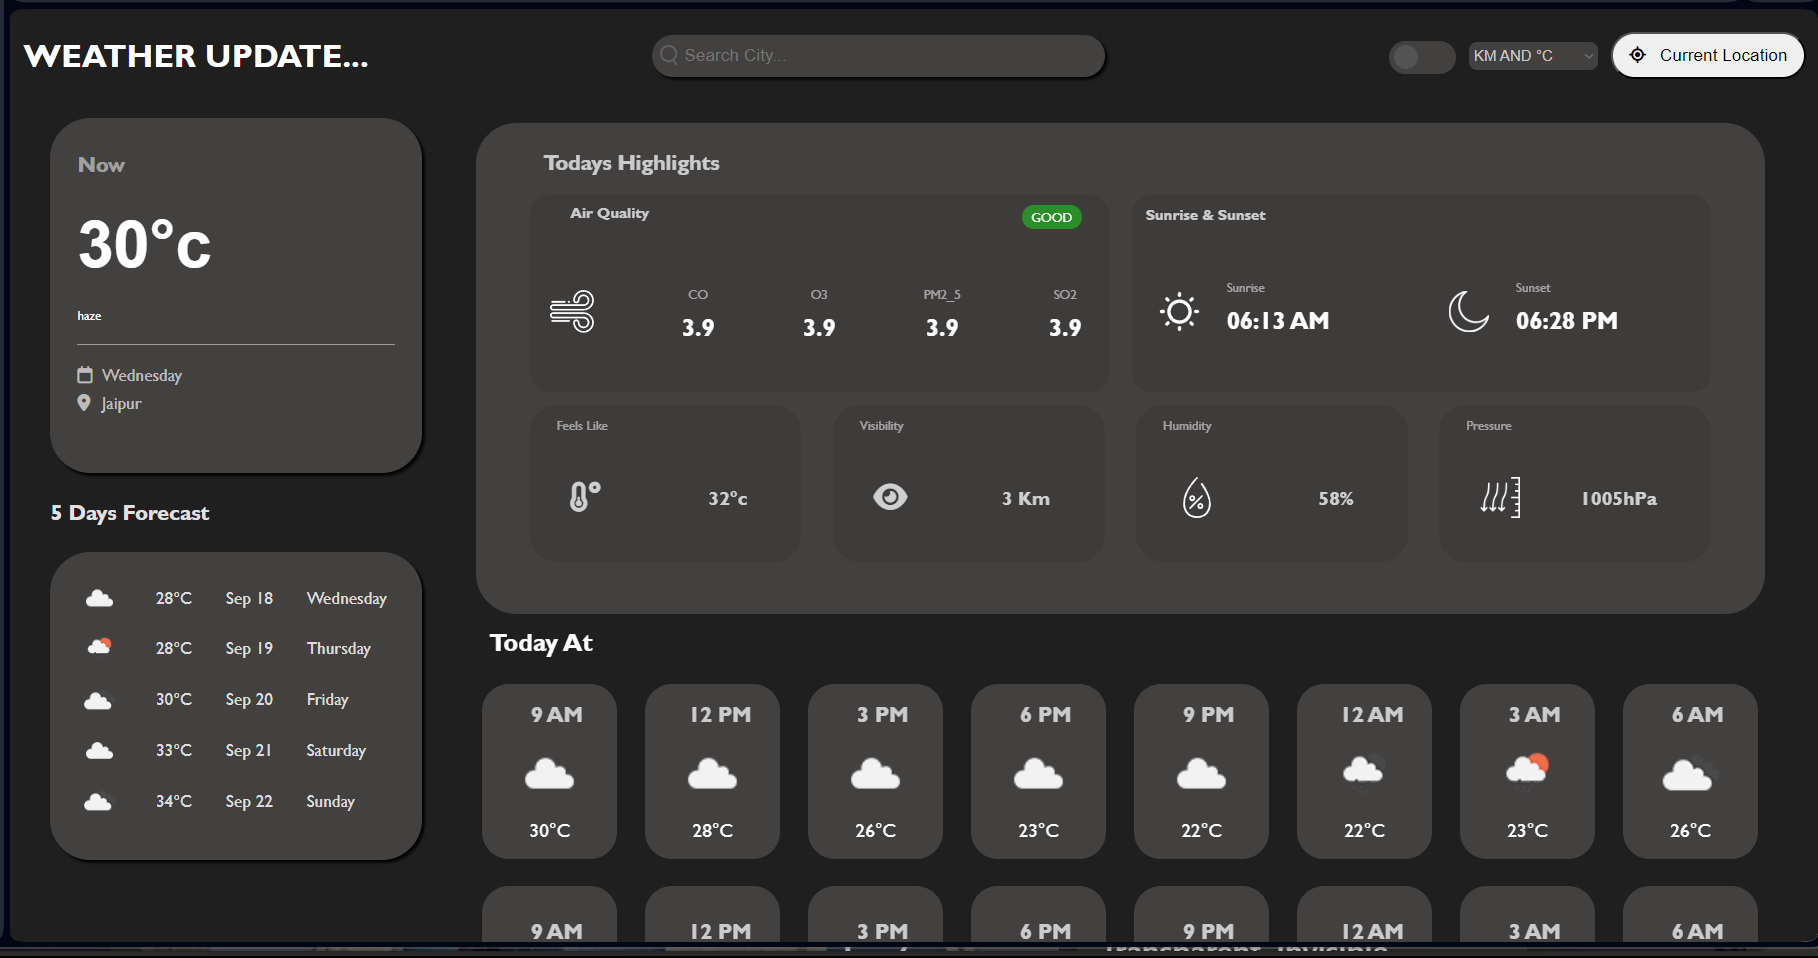 WEATHER UPDATE...
Search City...
KM AND °C
Current Location
Now
30°c
haze
Wednesday
Jaipur
5 Days Forecast
28°C Sep 18 Wednesday
28°C Sep 19 Thursday
30°C Sep 20 Friday
33°C Sep 21 Saturday
34°C Sep 22 Sunday
Todays Highlights
Air Quality
GOOD
CO O3 PM2_5 SO2
3.9 3.9 3.9 3.9
Sunrise & Sunset
Sunrise
06:13 AM
Sunset
06:28 PM
Feels Like
32°c
Visibility
3 Km
Humidity
%
58%
Pressure
1005hPa
Today At
9 AM 12 PM 3 PM 6 PM 9 PM 12 AM 3 AM 6 AM
30°C 28°C 26°C 23°C 22°C 22°C 23°C 26°C
9 AM 12 PM 3 PM 6 PM 9 PM 12 AM 3 AM 6 AM